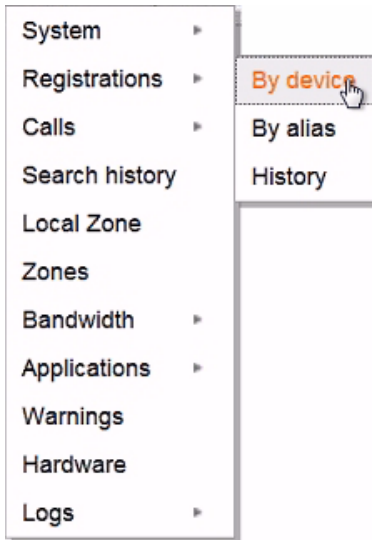 System
Registrations
Calls
Search history
Local Zone
Zones
Bandwidth
Applications
Warnings
Hardware
Logs
By device
By alias
History